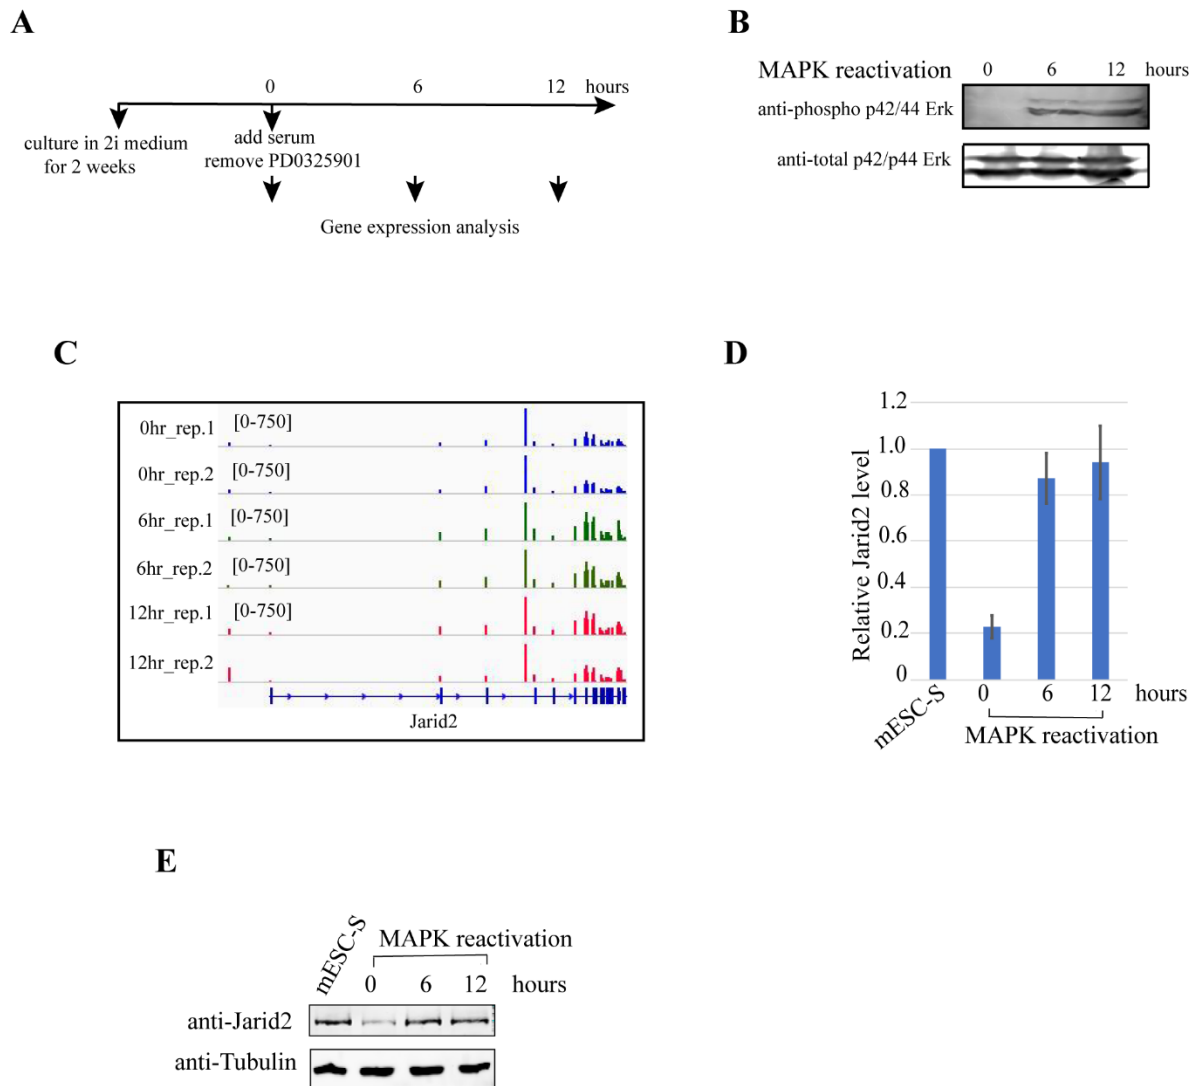 A
0 6 12 hours
culture in 2i medium
for 2 weeks
add serum
remove PD0325901
Gene expression analysis
B
MAPK reactivation 0 6 12 hours
anti-phospho p42/44 Erk
anti-total p42/p44 Erk
C
0hr_rep.1 [0-750]
0hr_rep.2 [0-750]
6hr_rep.1 [0-750]
6hr_rep.2 [0-750]
12hr_rep.1 [0-750]
12hr_rep.2
Jarid2
D
Relative Jarid2 level
1.2
1.0
0.8
0.6
0.4
0.2
0
mESC-S 0 6 12 hours
MAPK reactivation
E
mESC-S
MAPK reactivation
0 6 12 hours
anti-Jarid2
anti-Tubulin